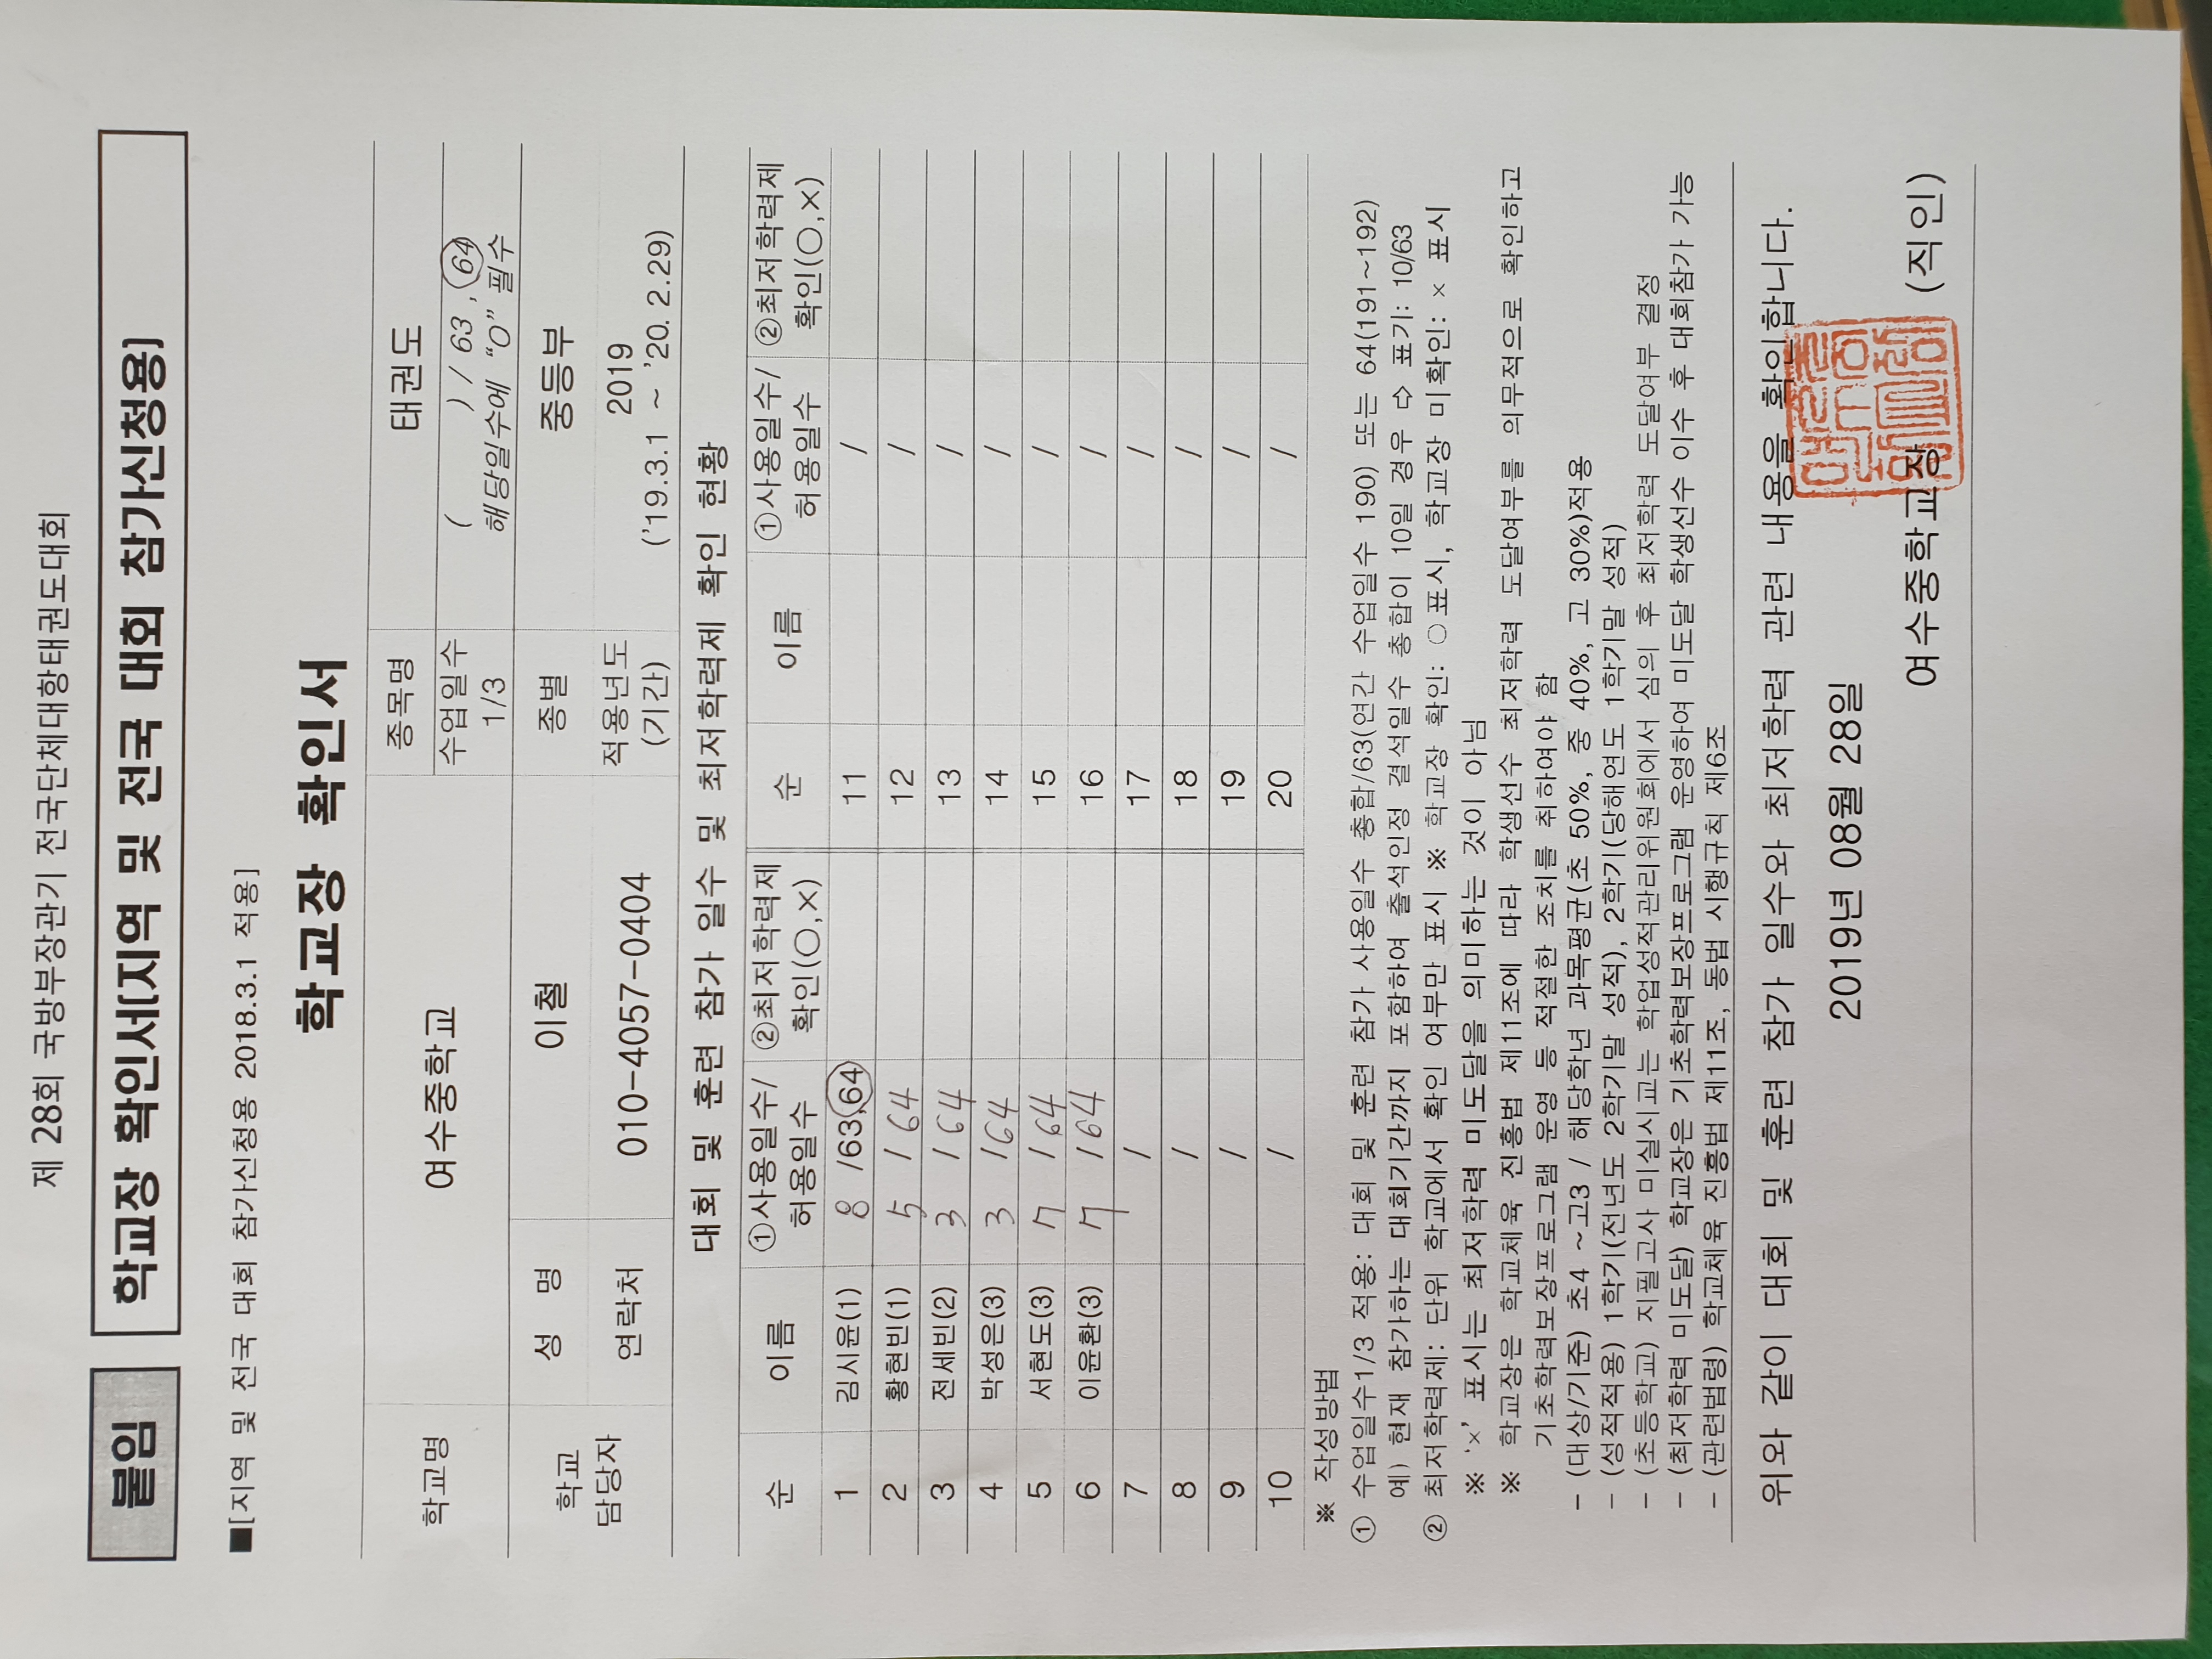 제 28회 국방부장관기 전국단체대항태권도대회
붙임 학교장 확인서[지역 및 전국 대회 참가신청용)
■[지역 및 전국 대회 참가신청용 2018.3.1 적용]
학교장 확인서
학교명 여수중학교 종목명 태권도
수업일수 1/3 ( ) / 63 , 64
해당일수에 “O” 필수
학교 담당자 성 명 이철 종별 중등부
연락처 010-4057-0404 적용년도 (기간) 2019
('19.3.1 ~ '20. 2.29)
대회 및 훈련 참가 일수 및 최저학력제 확인 현황
순 이름 ①사용일수/허용일수 ②최저학력제 확인(○,×) 순 이름 ①사용일수/허용일수 ②최저학력제 확인(○,×)
1 김시윤(1) 8 /63,64 11 /
2 황현빈(1) 5 / 64 12 /
3 전세빈(2) 3 / 64 13 /
4 박성은(3) 3 / 64 14 /
5 서현도(3) 7 / 64 15 /
6 이윤환(3) 7 / 64 16 /
7 / 17 /
8 / 18 /
9 / 19 /
10 / 20 /
※ 작성방법
① 수업일수1/3 적용: 대회 및 훈련 참가 사용일수 총합/63(연간 수업일수 190) 또는 64(191~192)
예) 현재 참가하는 대회기간까지 포함하여 출석인정 결석일수 총합이 10일 경우 ⇨ 표기: 10/63
② 최저학력제: 단위 학교에서 확인 여부만 표시 ※ 학교장 확인: ○ 표시, 학교장 미확인: × 표시
※ ‘×’ 표시는 최저학력 미도달을 의미하는 것이 아님
※ 학교장은 학교체육 진흥법 제11조에 따라 학생선수 최저학력 도달여부를 의무적으로 확인하고
기초학력보장프로그램 운영 등 적절한 조치를 취하여야 함
- (대상/기준) 초4 ~ 고3 / 해당학년 과목평균(초 50%, 중 40%, 고 30%)적용
- (성적적용) 1학기(전년도 2학기말 성적), 2학기(당해연도 1학기말 성적)
- (초등학교) 지필고사 미실시교는 학업성적관리위원회에서 심의 후 최저학력 도달여부 결정
- (최저학력 미도달) 학교장은 기초학력보장프로그램 운영하여 미도달 학생선수 이수 후 대회참가 가능
- (관련법령) 학교체육 진흥법 제11조, 동법 시행규칙 제6조
위와 같이 대회 및 훈련 참가 일수와 최저학력 관련 내용을 확인합니다.
2019년 08월 28일
여수중학교장 (직인)